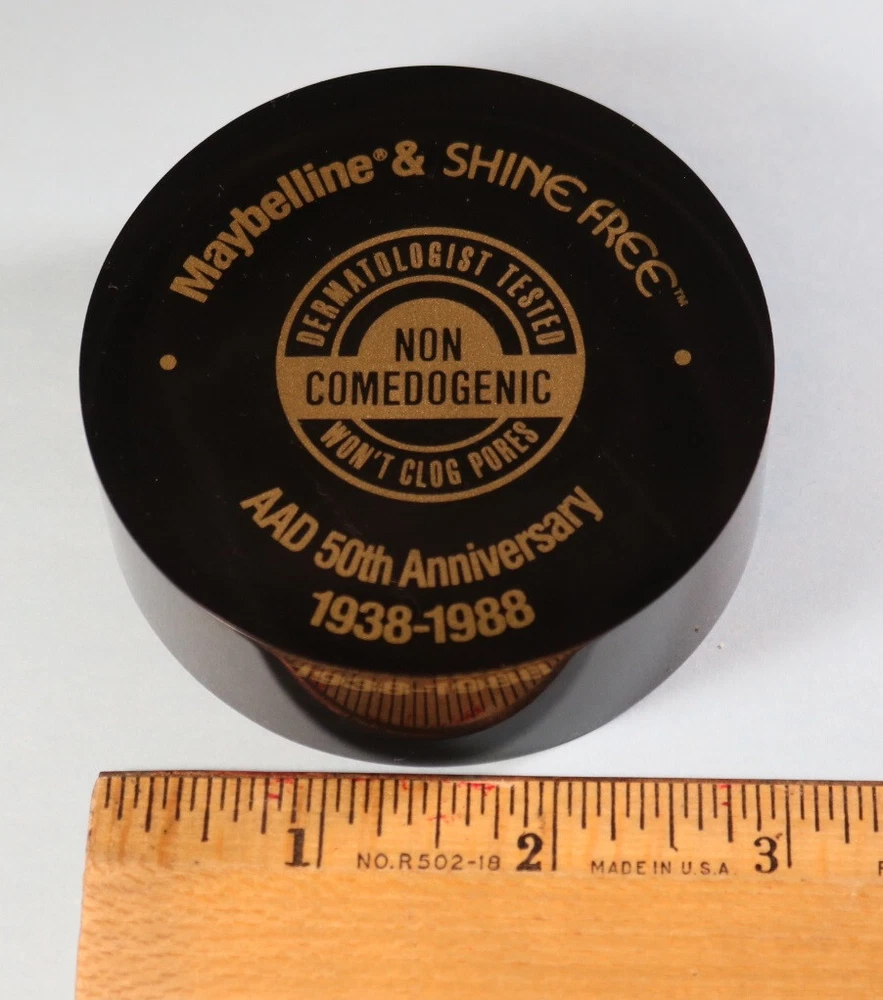 Maybelline® & SHINE FREE™
DERMATOLOGIST TESTED
NON
COMEDOGENIC
WON'T CLOG PORES
AAD 50th Anniversary
1938-1988
1 NO. R502-18 2 MADE IN U.S.A. 3